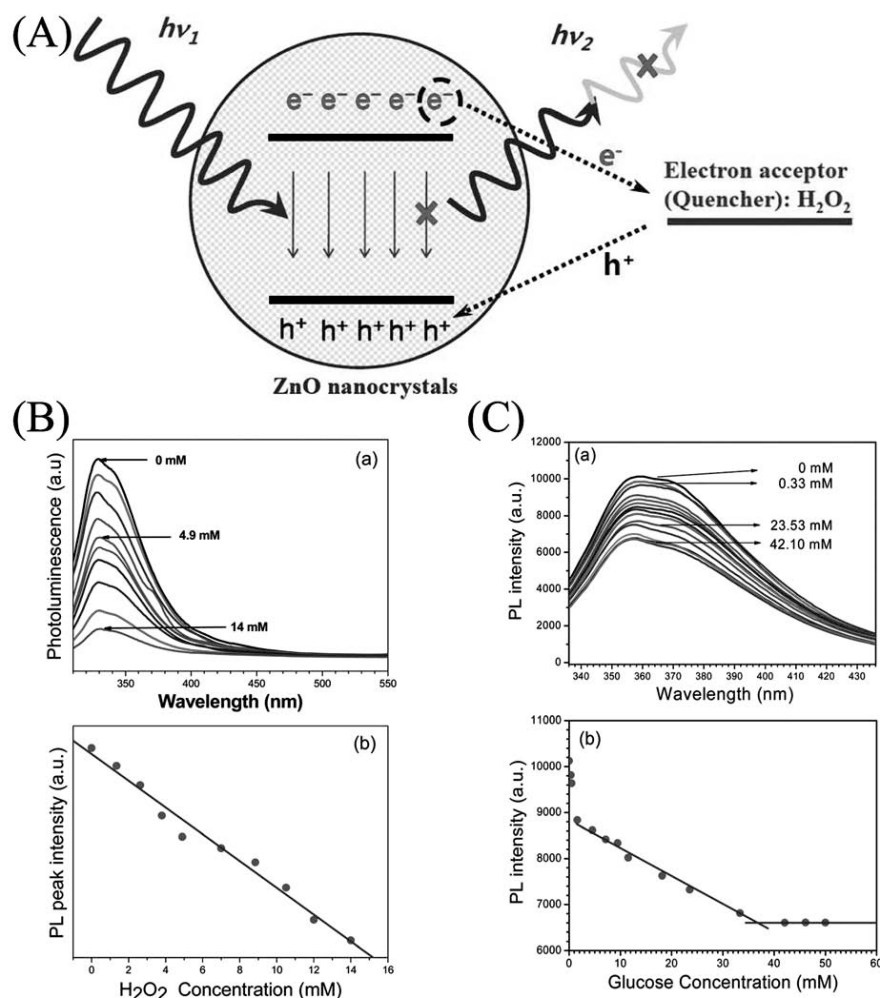 (A)
hν₁
hν₂
e⁻ e⁻ e⁻ e⁻ e⁻
e⁻
Electron acceptor
(Quencher): H₂O₂
h⁺
h⁺ h⁺ h⁺ h⁺ h⁺
ZnO nanocrystals
(B)
(a)
0 mM
4.9 mM
14 mM
Photoluminescence (a.u)
350 400 450 500 550
Wavelength (nm)
(b)
PL peak intensity (a.u.)
0 2 4 6 8 10 12 14 16
H₂O₂ Concentration (mM)
(C)
(a)
12000
10000
8000
6000
4000
2000
0
PL intensity (a.u.)
0 mM
0.33 mM
23.53 mM
42.10 mM
340 350 360 370 380 390 400 410 420 430
Wavelength (nm)
(b)
11000
10000
9000
8000
7000
6000
PL intensity (a.u.)
0 10 20 30 40 50 60
Glucose Concentration (mM)